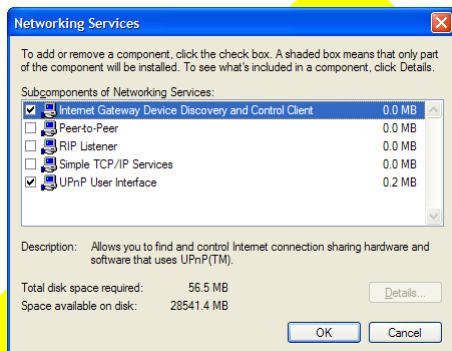 Networking Services
To add or remove a component, click the check box. A shaded box means that only part
of the component will be installed. To see what's included in a component, click Details.
Subcomponents of Networking Services:
Internet Gateway Device Discovery and Control Client 0.0 MB
Peer-to-Peer 0.0 MB
RIP Listener 0.0 MB
Simple TCP/IP Services 0.0 MB
UPnP User Interface 0.2 MB
Description: Allows you to find and control Internet connection sharing hardware and
software that uses UPnP(TM).
Total disk space required: 56.5 MB
Details...
Space available on disk: 28541.4 MB
OK Cancel